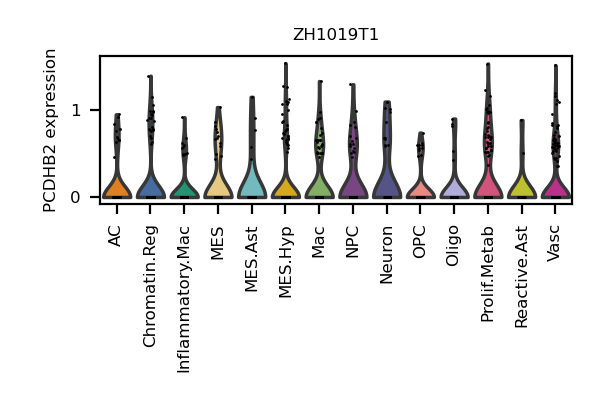 ZH1019T1
PCDHB2 expression
1
0
AC
Chromatin.Reg
Inflammatory.Mac
MES
MES.Ast
MES.Hyp
Mac
NPC
Neuron
OPC
Oligo
Prolif.Metab
Reactive.Ast
Vasc